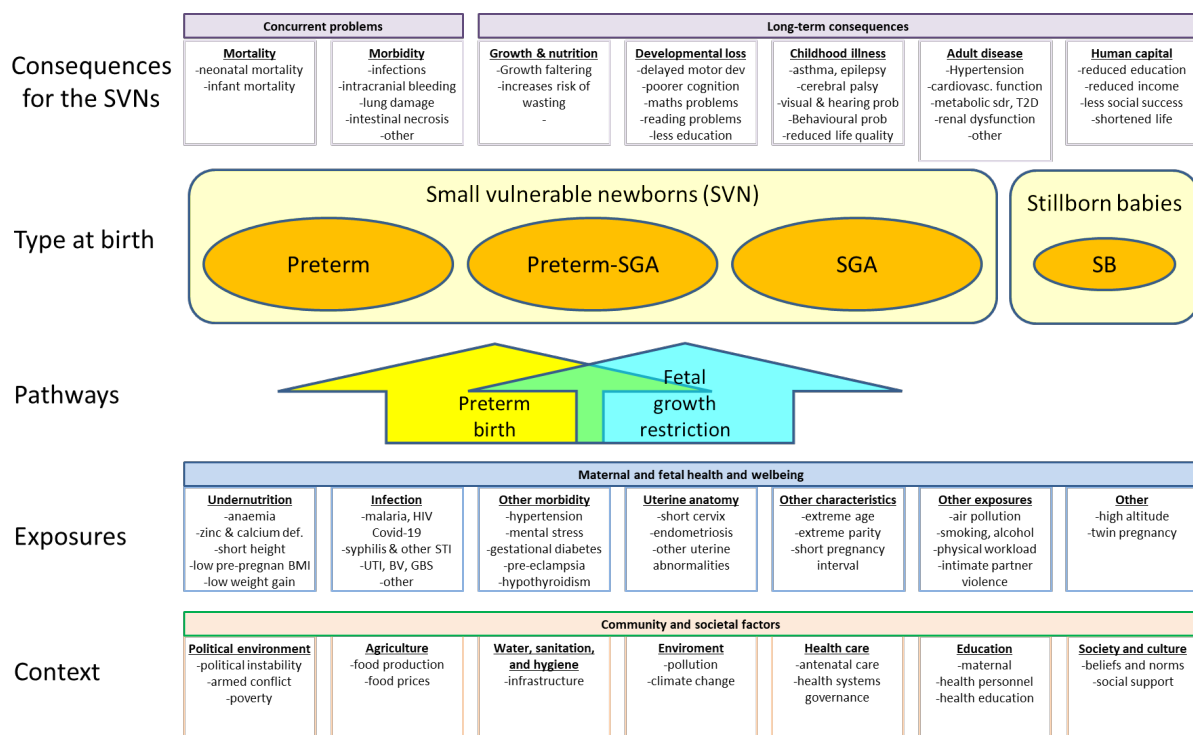 Concurrent problems
Long-term consequences
Consequences
for the SVNs
Mortality
-neonatal mortality
-infant mortality
Morbidity
-infections
-intracranial bleeding
-lung damage
-intestinal necrosis
-other
Growth & nutrition
-Growth faltering
-increases risk of
wasting
-
Developmental loss
-delayed motor dev
-poorer cognition
-maths problems
-reading problems
-less education
Childhood illness
-asthma, epilepsy
-cerebral palsy
-visual & hearing prob
-Behavioural prob
-reduced life quality
Adult disease
-Hypertension
-cardiovasc. function
-metabolic sdr, T2D
-renal dysfunction
-other
Human capital
-reduced education
-reduced income
-less social success
-shortened life
Type at birth
Small vulnerable newborns (SVN)
Preterm
Preterm-SGA
SGA
Stillborn babies
SB
Pathways
Preterm
birth
Fetal
growth
restriction
Exposures
Maternal and fetal health and wellbeing
Undernutrition
-anaemia
-zinc & calcium def.
-short height
-low pre-pregnan BMI
-low weight gain
Infection
-malaria, HIV
Covid-19
-syphilis & other STI
-UTI, BV, GBS
-other
Other morbidity
-hypertension
-mental stress
-gestational diabetes
-pre-eclampsia
-hypothyroidism
Uterine anatomy
-short cervix
-endometriosis
-other uterine
abnormalities
Other characteristics
-extreme age
-extreme parity
-short pregnancy
interval
Other exposures
-air pollution
-smoking, alcohol
-physical workload
-intimate partner
violence
Other
-high altitude
-twin pregnancy
Context
Community and societal factors
Political environment
-political instability
-armed conflict
-poverty
Agriculture
-food production
-food prices
Water, sanitation,
and hygiene
-infrastructure
Enviroment
-pollution
-climate change
Health care
-antenatal care
-health systems
governance
Education
-maternal
-health personnel
-health education
Society and culture
-beliefs and norms
-social support